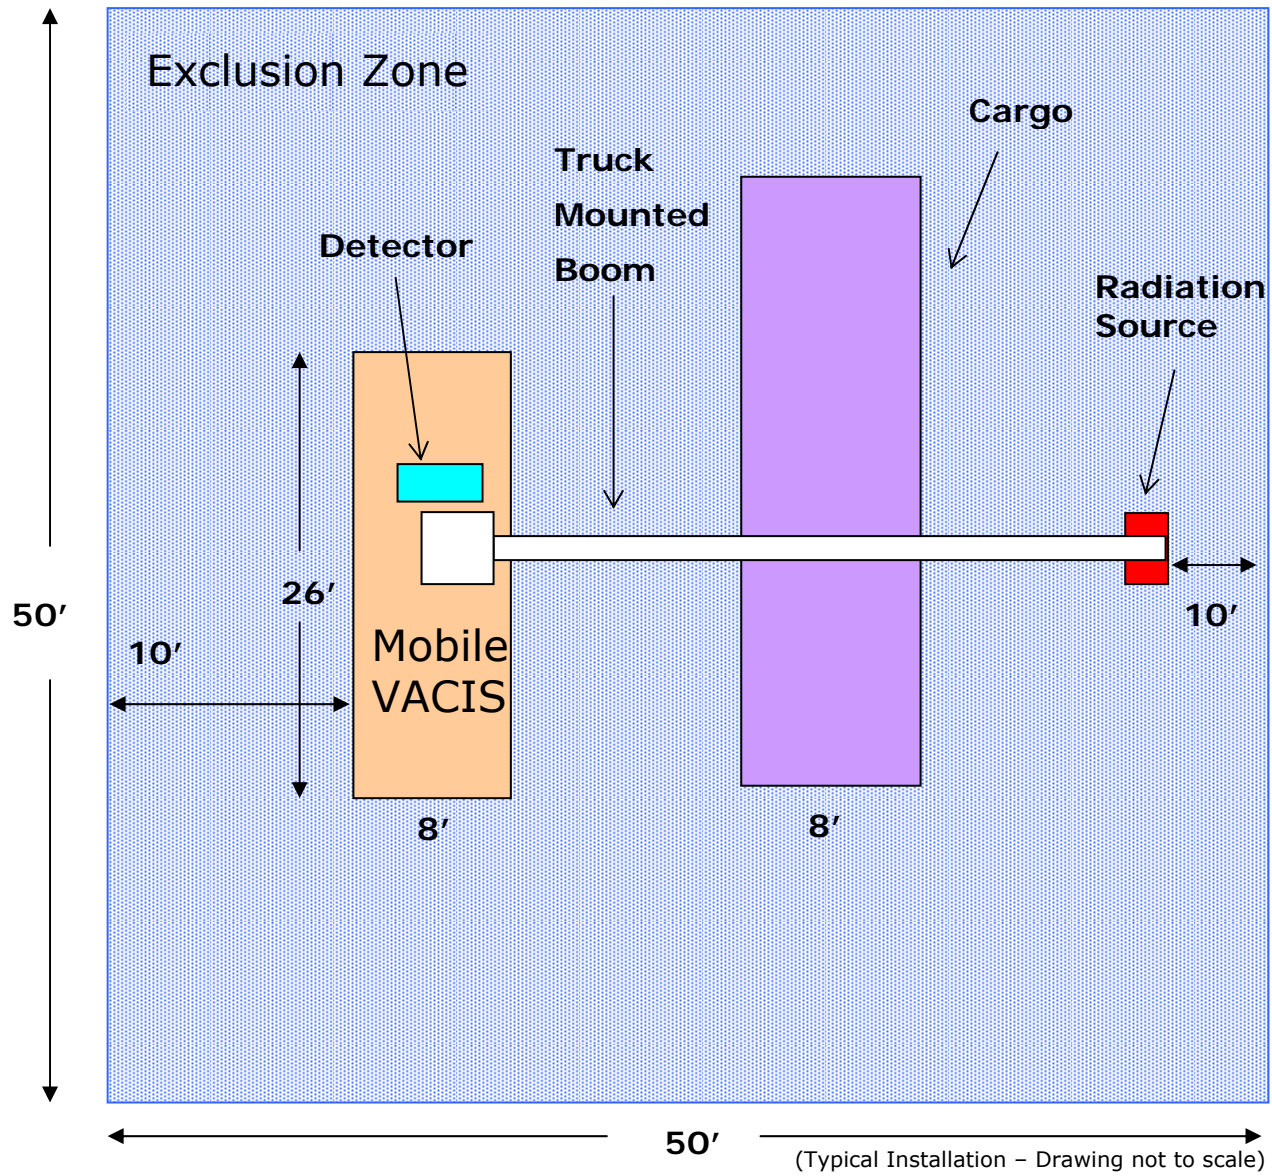 Exclusion Zone
Cargo
Truck
Mounted
Boom
Detector
Radiation
Source
26’
50’
10’
10’
Mobile
VACIS
8’
8’
50’
(Typical Installation – Drawing not to scale)